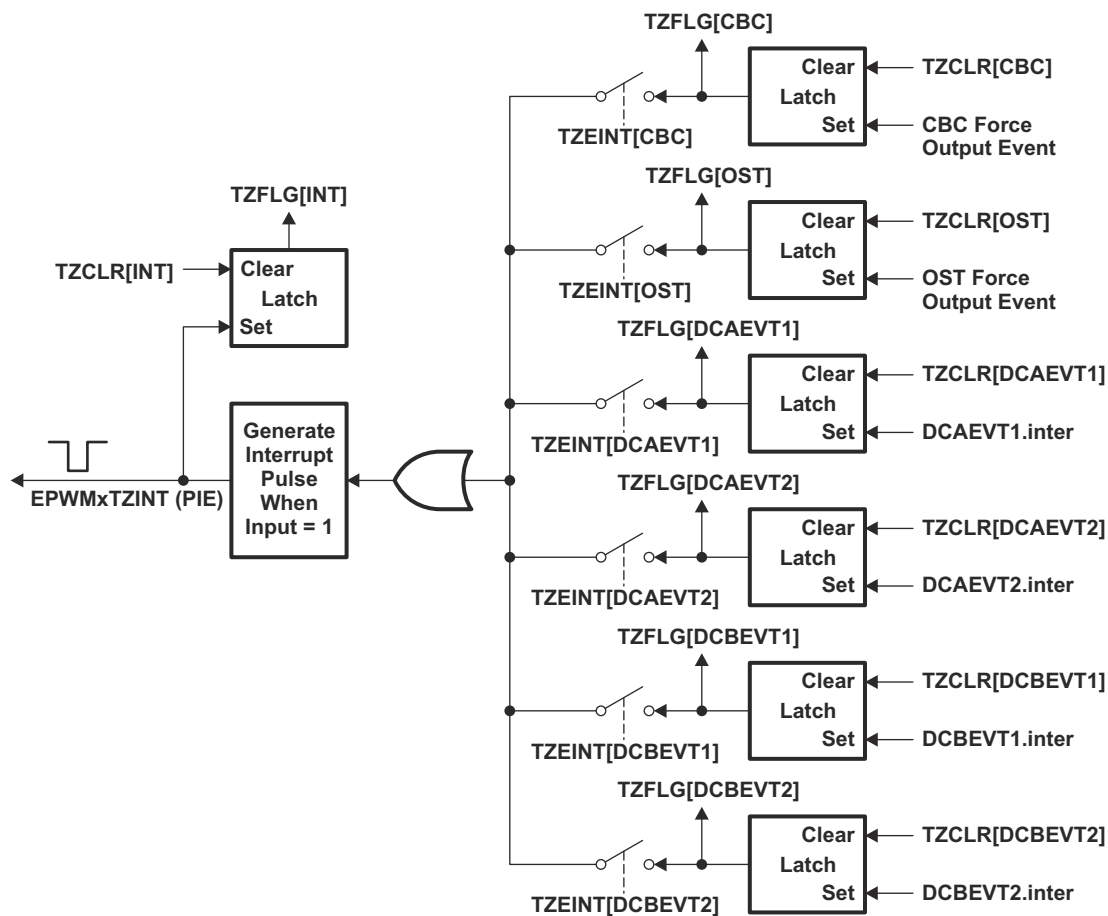 TZFLG[CBC]
Clear
Latch
Set
TZCLR[CBC]
CBC Force
Output Event
TZEINT[CBC]
TZFLG[OST]
Clear
Latch
Set
TZCLR[OST]
OST Force
Output Event
TZEINT[OST]
TZFLG[INT]
TZCLR[INT]
Clear
Latch
Set
TZFLG[DCAEVT1]
Clear
Latch
Set
TZCLR[DCAEVT1]
DCAEVT1.inter
TZEINT[DCAEVT1]
Generate
Interrupt
Pulse
When
Input = 1
EPWMxTZINT (PIE)
TZFLG[DCAEVT2]
Clear
Latch
Set
TZCLR[DCAEVT2]
DCAEVT2.inter
TZEINT[DCAEVT2]
TZFLG[DCBEVT1]
Clear
Latch
Set
TZCLR[DCBEVT1]
DCBEVT1.inter
TZEINT[DCBEVT1]
TZFLG[DCBEVT2]
Clear
Latch
Set
TZCLR[DCBEVT2]
DCBEVT2.inter
TZEINT[DCBEVT2]